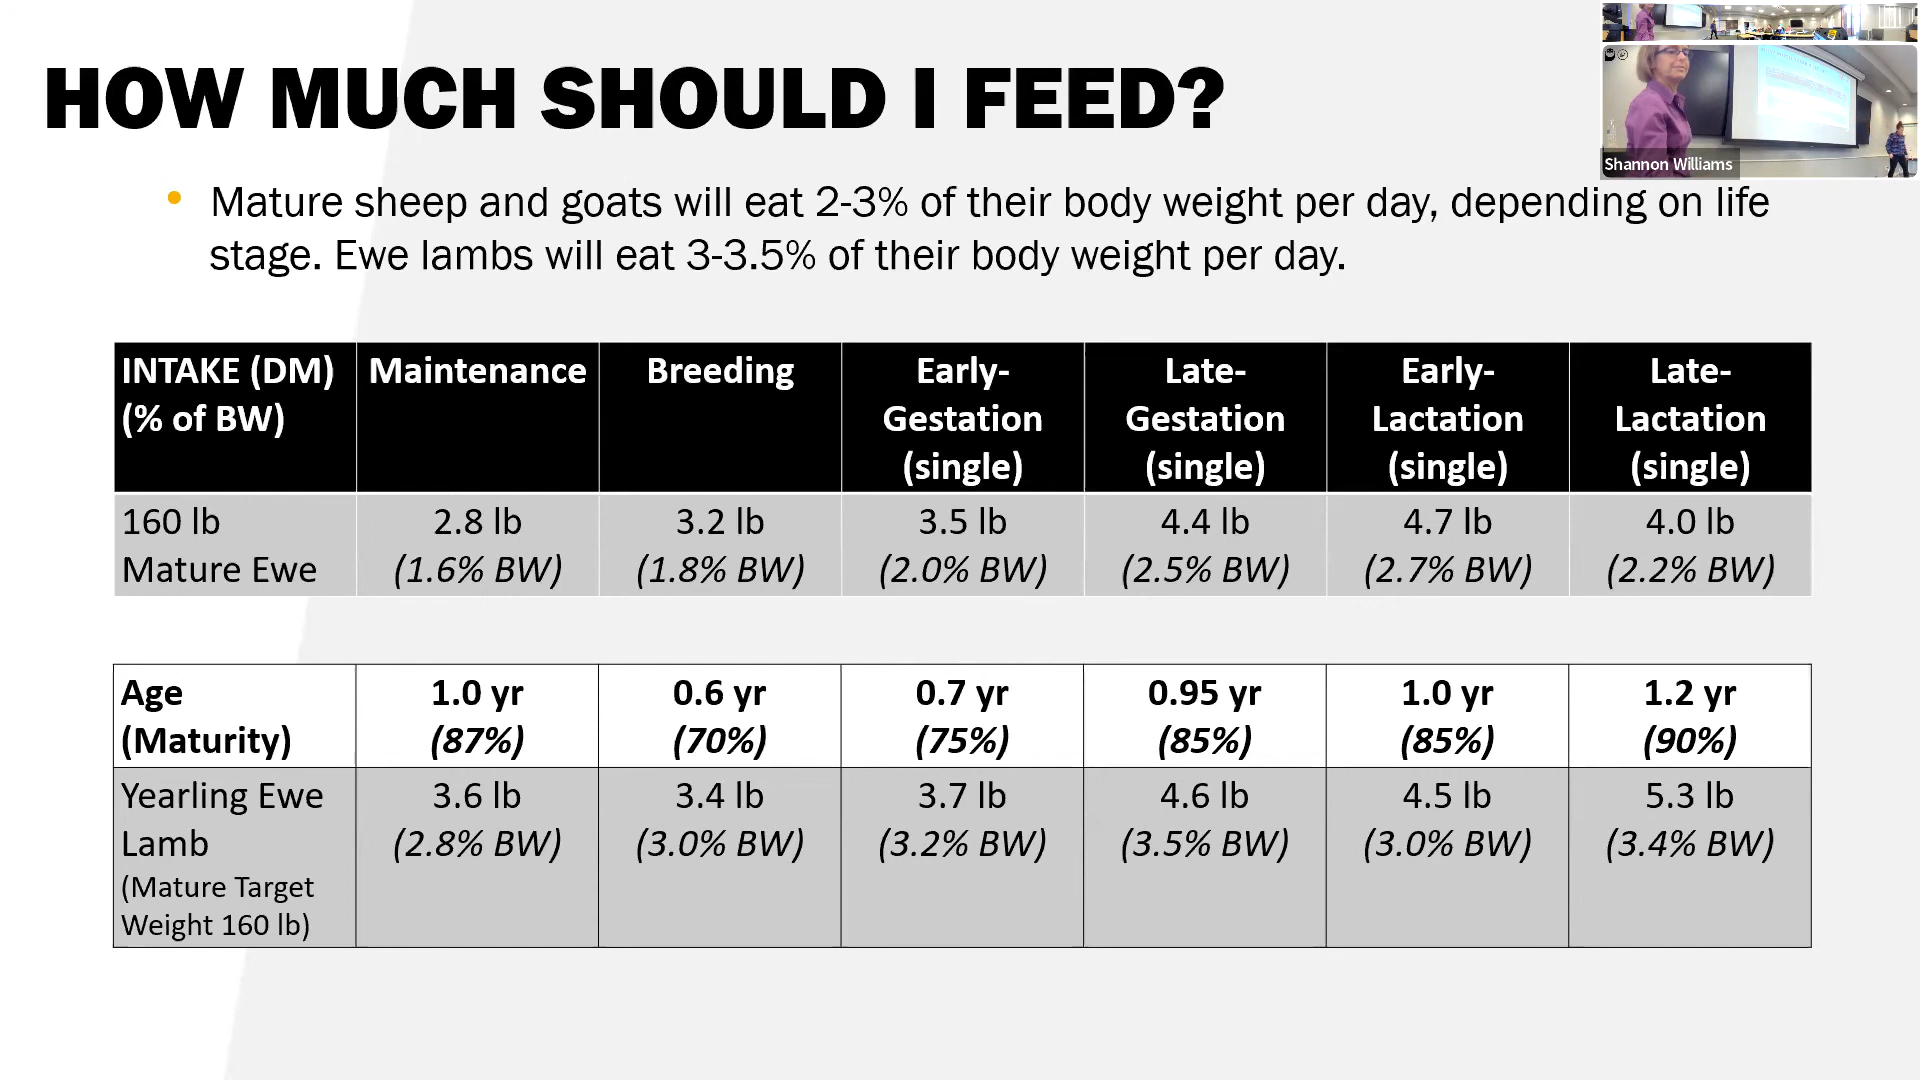 HOW MUCH SHOULD I FEED?
Shannon Williams
• Mature sheep and goats will eat 2-3% of their body weight per day, depending on life
stage. Ewe lambs will eat 3-3.5% of their body weight per day.
INTAKE (DM) (% of BW) Maintenance Breeding Early-Gestation (single) Late-Gestation (single) Early-Lactation (single) Late-Lactation (single)
160 lb Mature Ewe 2.8 lb (1.6% BW) 3.2 lb (1.8% BW) 3.5 lb (2.0% BW) 4.4 lb (2.5% BW) 4.7 lb (2.7% BW) 4.0 lb (2.2% BW)
Age (Maturity) 1.0 yr (87%) 0.6 yr (70%) 0.7 yr (75%) 0.95 yr (85%) 1.0 yr (85%) 1.2 yr (90%)
Yearling Ewe Lamb (Mature Target Weight 160 lb) 3.6 lb (2.8% BW) 3.4 lb (3.0% BW) 3.7 lb (3.2% BW) 4.6 lb (3.5% BW) 4.5 lb (3.0% BW) 5.3 lb (3.4% BW)